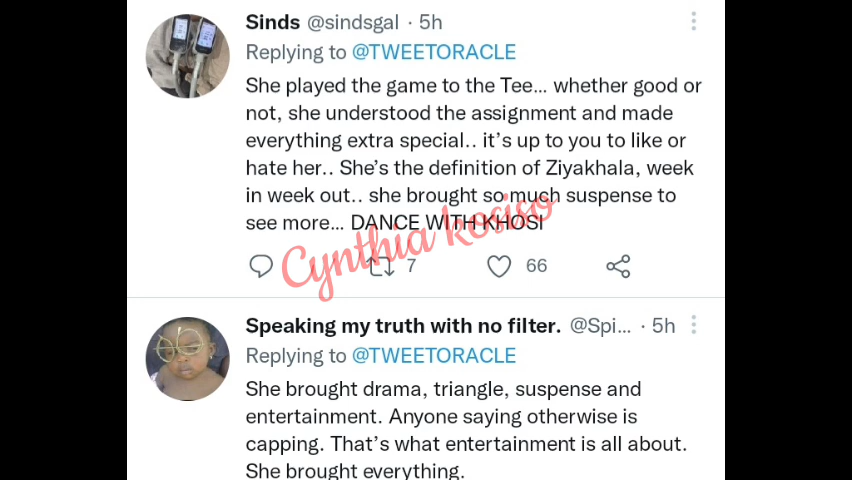 Sinds @sindsgal · 5h
Replying to @TWEETORACLE
She played the game to the Tee... whether good or
not, she understood the assignment and made
everything extra special.. it's up to you to like or
hate her.. She's the definition of Ziyakhala, week
in week out.. she brought so much suspense to
see more... DANCE WITH KHOSI
Cynthia kosiso
7 66
Speaking my truth with no filter. @Spi... · 5h
Replying to @TWEETORACLE
She brought drama, triangle, suspense and
entertainment. Anyone saying otherwise is
capping. That's what entertainment is all about.
She brought everything.